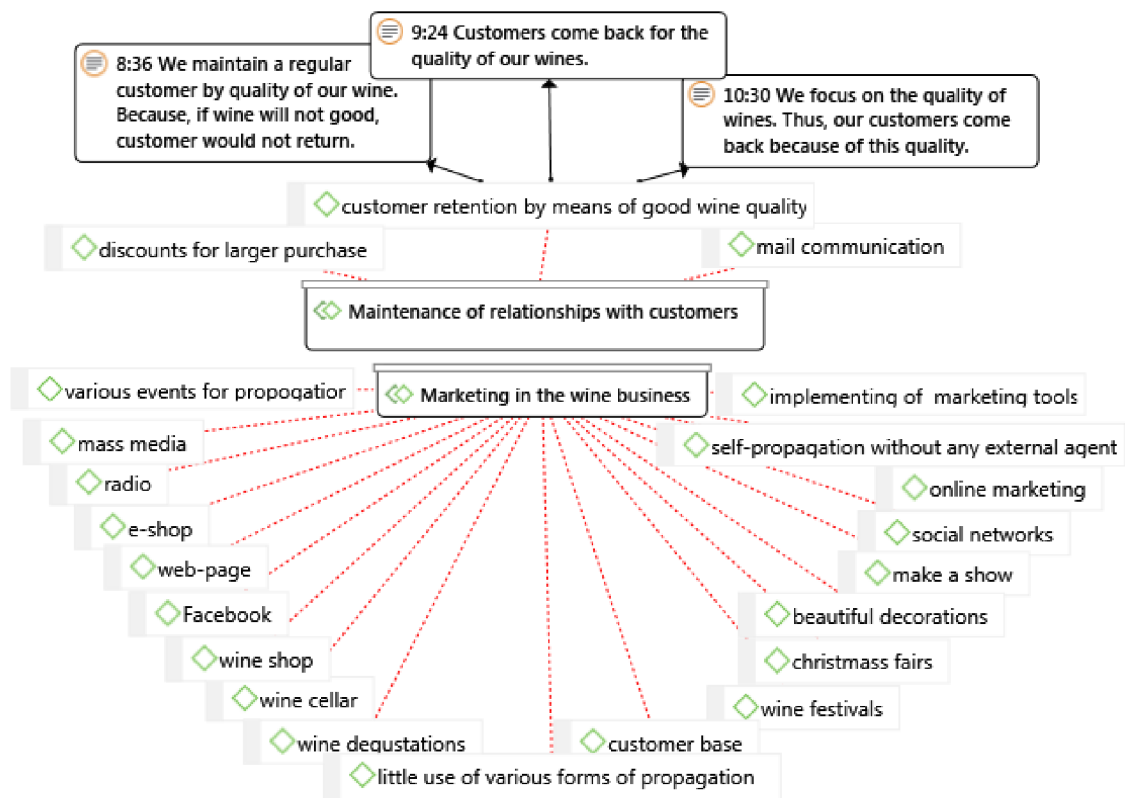 9:24 Customers come back for the
quality of our wines.
8:36 We maintain a regular
customer by quality of our wine.
Because, if wine will not good,
customer would not return.
10:30 We focus on the quality of
wines. Thus, our customers come
back because of this quality.
customer retention by means of good wine quality
discounts for larger purchase
mail communication
Maintenance of relationships with customers
various events for propogation
Marketing in the wine business
implementing of marketing tools
mass media
self-propagation without any external agent
radio
online marketing
e-shop
social networks
web-page
make a show
Facebook
beautiful decorations
wine shop
christmass fairs
wine cellar
wine festivals
wine degustations
customer base
little use of various forms of propagation